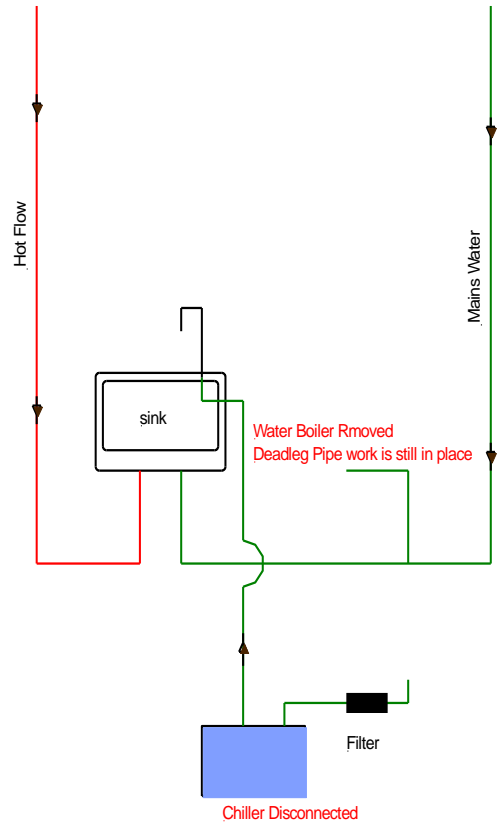 Hot Flow
Mains Water
sink
Water Boiler Rmoved
Deadleg Pipe work is still in place
Filter
Chiller Disconnected